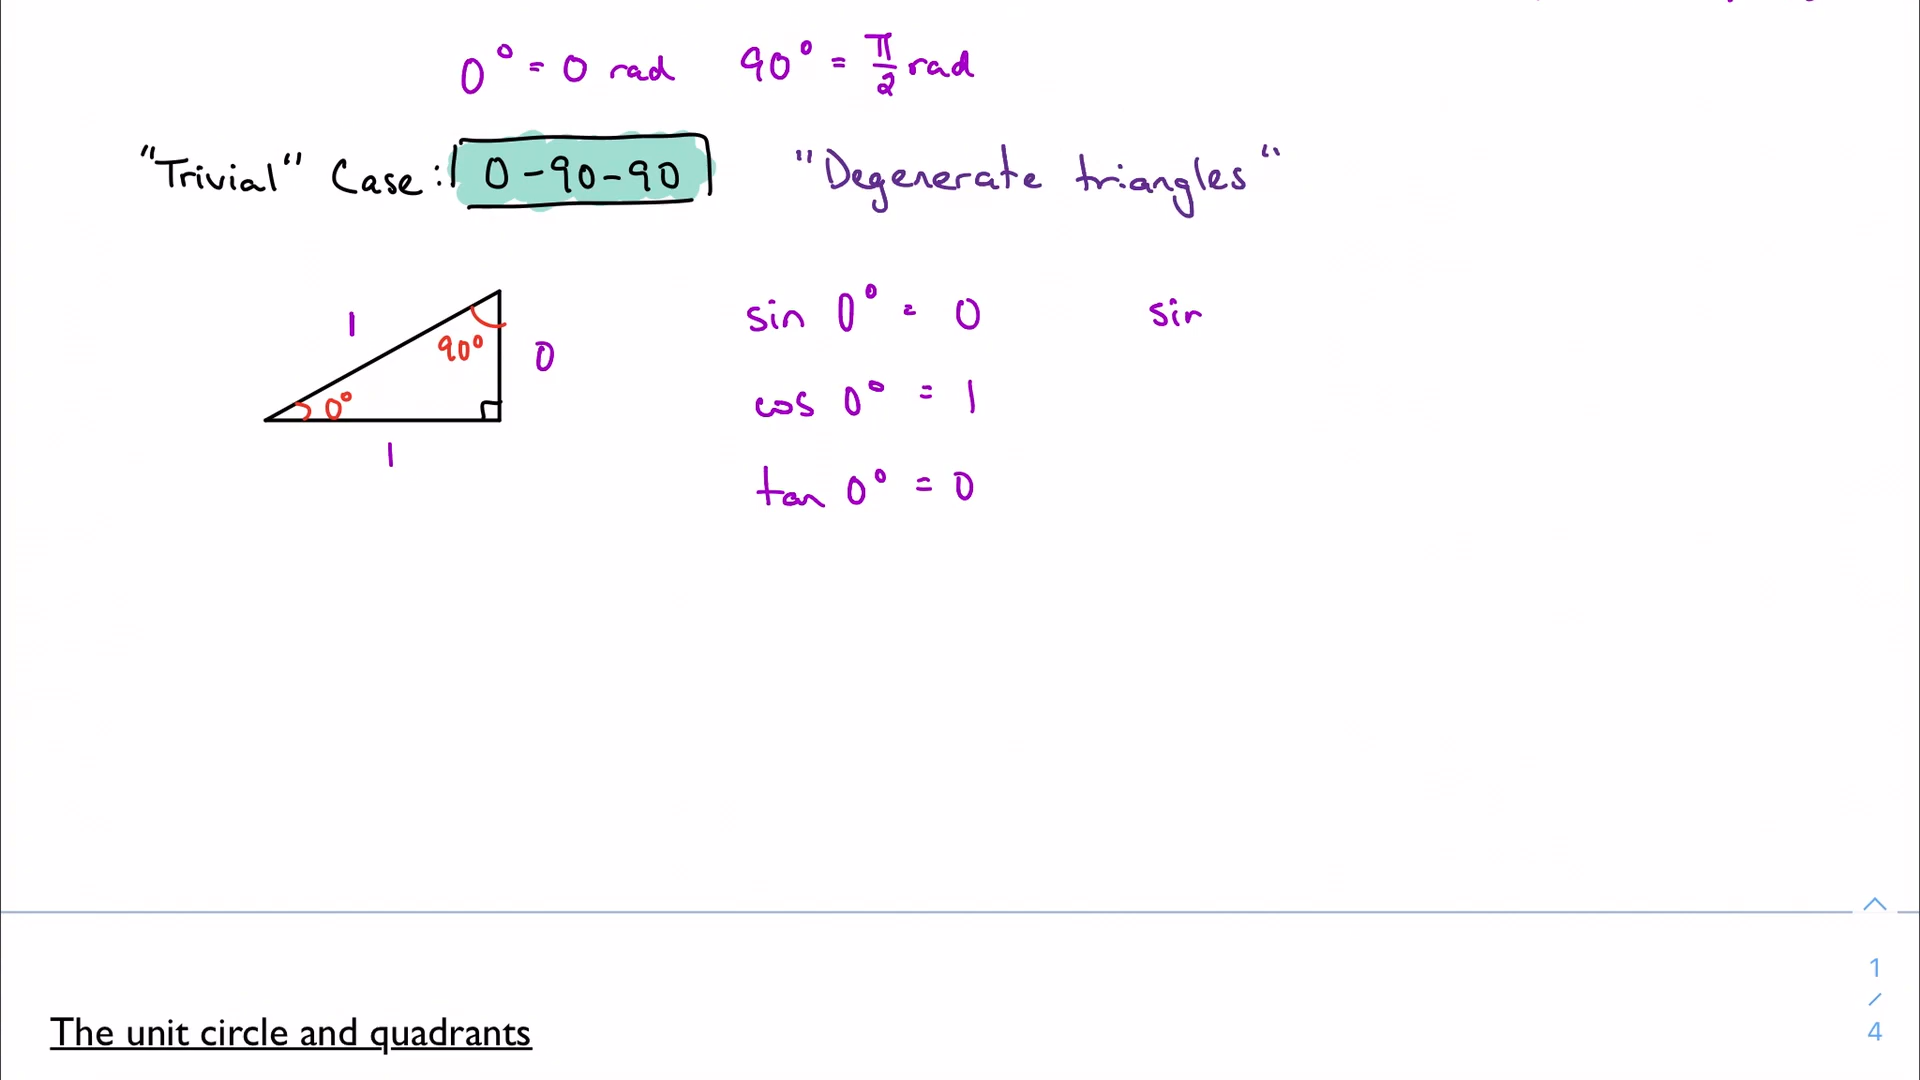 0° = 0 rad 90° = π/2 rad
"Trivial" Case: 0-90-90 "Degenerate triangles"
1
90°
0
0°
1
sin 0° = 0 sin
cos 0° = 1
tan 0° = 0
The unit circle and quadrants
1
/
4